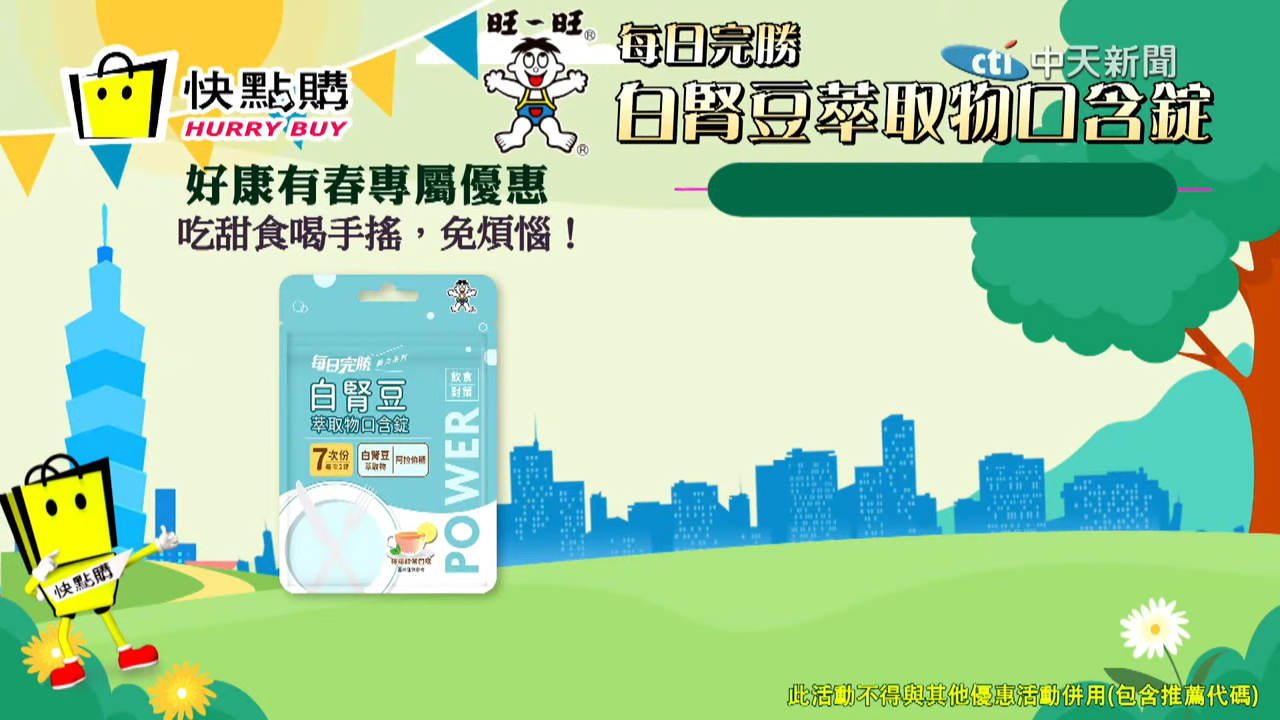 快點購
HURRY BUY
旺一旺®
®
每日完勝
cti 中天新聞
白腎豆萃取物口含錠
好康有春專屬優惠
吃甜食喝手搖，免煩惱！
每日完勝
白腎豆
萃取物口含錠
飲食
對策
7次份
白腎豆
萃取物
阿拉伯糖
POWER
快點購
此活動不得與其他優惠活動併用(包含推薦代碼)